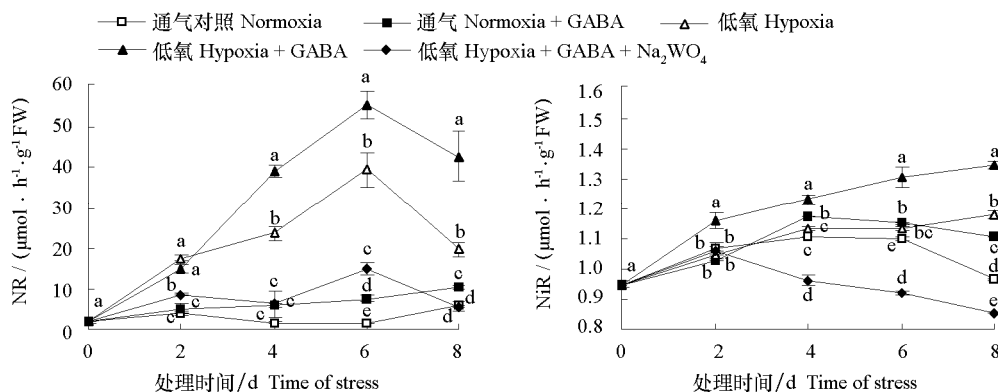 通气对照 Normoxia 通气 Normoxia + GABA 低氧 Hypoxia
低氧 Hypoxia + GABA 低氧 Hypoxia + GABA + Na₂WO₄
NR / (μmol · h⁻¹ · g⁻¹ FW)
60
50
40
30
20
10
0
a
a
a
b
c
c
a
b
c
c
c
a
b
c
d
e
a
b
c
d
d
0 2 4 6 8
处理时间/d Time of stress
NiR / (μmol · h⁻¹ · g⁻¹ FW)
1.6
1.5
1.4
1.3
1.2
1.1
1.0
0.9
0.8
a
a
b
b
b
b
a
b
c
c
d
a
b
bc
e
d
a
b
c
d
e
0 2 4 6 8
处理时间/d Time of stress